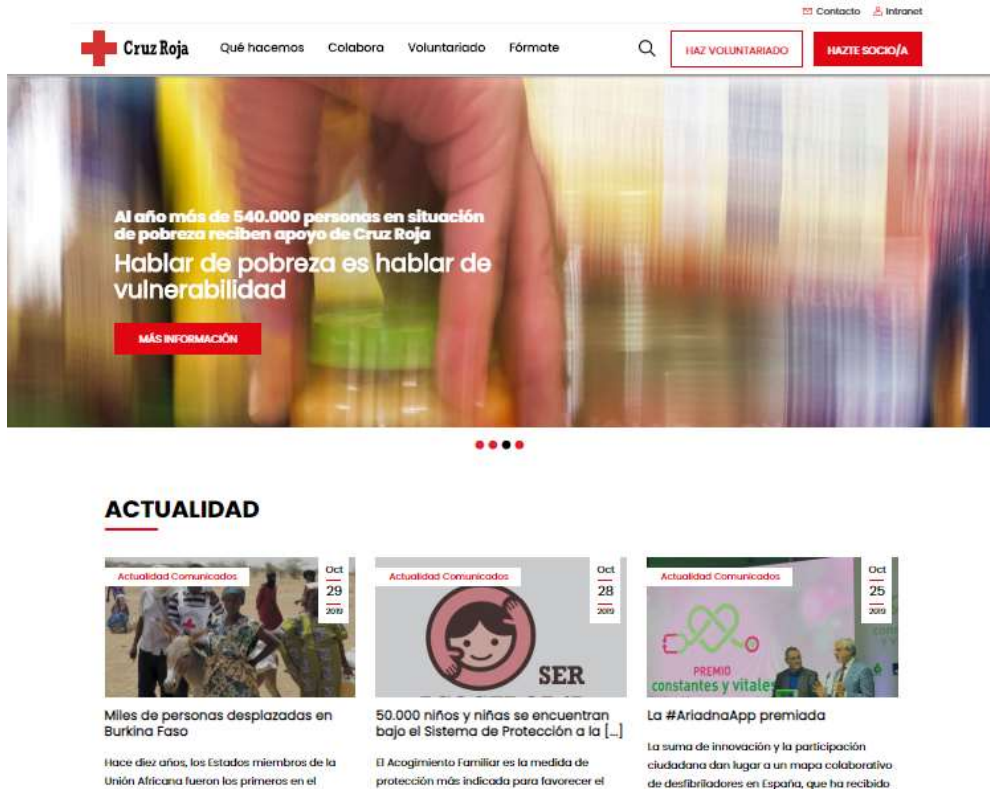 Contacto
Intranet
Cruz Roja
Qué hacemos
Colabora
Voluntariado
Fórmate
HAZ VOLUNTARIADO
HAZTE SOCIO/A
Al año más de 540.000 personas en situación
de pobreza reciben apoyo de Cruz Roja
Hablar de pobreza es hablar de
vulnerabilidad
MÁS INFORMACIÓN
ACTUALIDAD
Actualidad Comunicados
Oct
29
2019
Miles de personas desplazadas en
Burkina Faso
Hace diez años, los Estados miembros de la
Unión Africana fueron los primeros en el
Actualidad Comunicados
Oct
28
2019
SER
50.000 niños y niñas se encuentran
bajo el Sistema de Protección a la [...]
El Acogimiento Familiar es la medida de
protección más indicada para favorecer el
Actualidad Comunicados
Oct
25
2019
PREMIO
constantes y vitales
La #AriadnaApp premiada
La suma de innovación y la participación
ciudadana dan lugar a un mapa colaborativo
de desfibriladores en España, que ha recibido